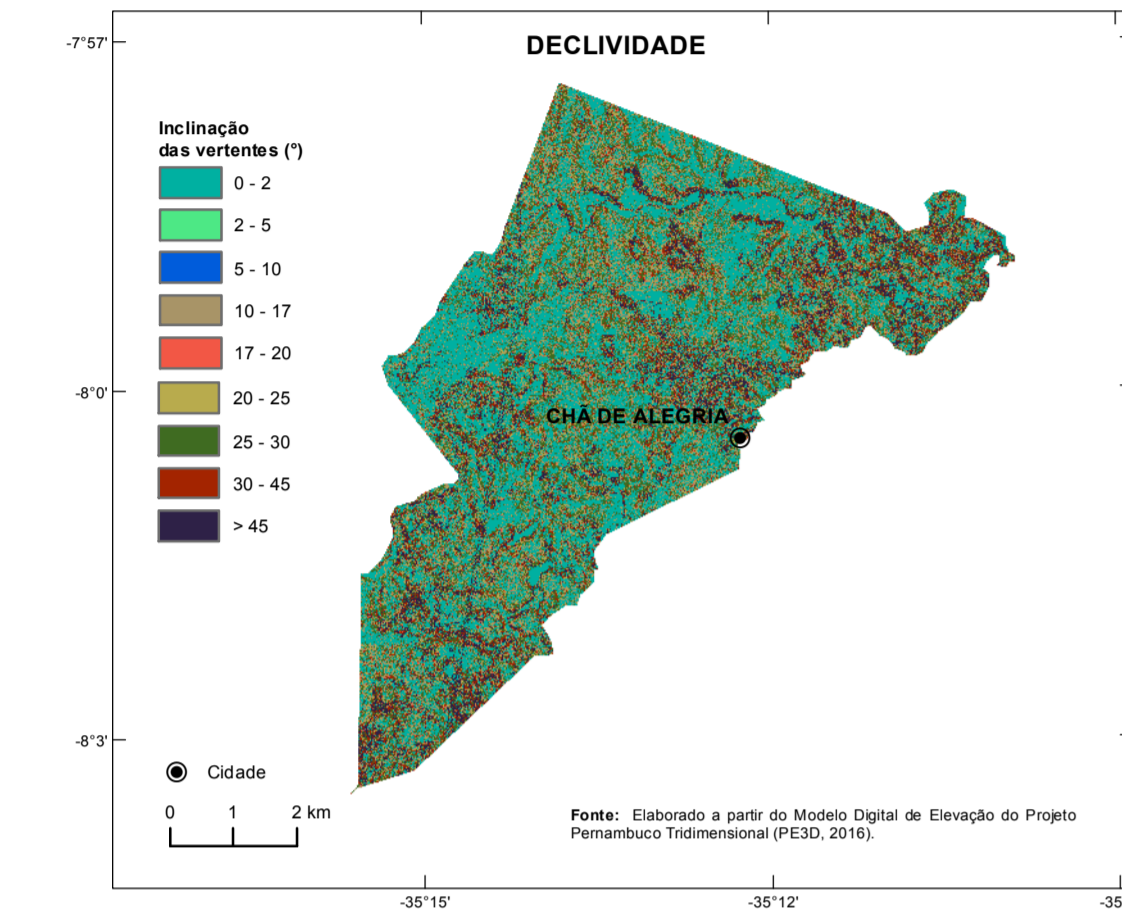 -7°57'
DECLIVIDADE
Inclinação
das vertentes (°)
0 - 2
2 - 5
5 - 10
10 - 17
17 - 20
20 - 25
25 - 30
30 - 45
> 45
-8°0'
CHÃ DE ALEGRIA
-8°3'
Cidade
0 1 2 km
Fonte: Elaborado a partir do Modelo Digital de Elevação do Projeto
Pernambuco Tridimensional (PE3D, 2016).
-35°15' -35°12' -35